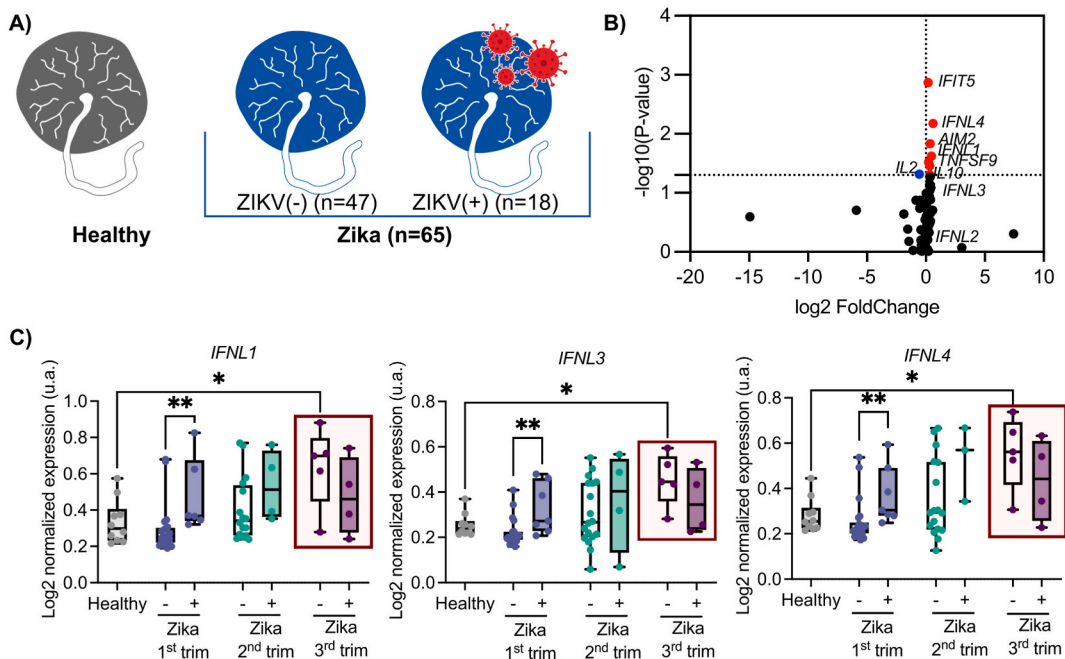 A)
Healthy
ZIKV(-) (n=47)
ZIKV(+) (n=18)
Zika (n=65)
B)
-log10(P-value)
4
3
2
1
0
-20
-15
-10
-5
0
5
10
log2 FoldChange
IFIT5
IFNL4
AIM2
IFNL1
TNFSF9
IL2
IL10
IFNL3
IFNL2
C)
IFNL1
Log2 normalized expression (u.a.)
1.0
0.8
0.6
0.4
0.2
0.0
*
**
Healthy
- +
Zika
1st trim
- +
Zika
2nd trim
- +
Zika
3rd trim
IFNL3
Log2 normalized expression (u.a.)
0.8
0.6
0.4
0.2
0.0
*
**
Healthy
- +
Zika
1st trim
- +
Zika
2nd trim
- +
Zika
3rd trim
IFNL4
Log2 normalized expression (u.a.)
0.8
0.6
0.4
0.2
0.0
*
**
Healthy
- +
Zika
1st trim
- +
Zika
2nd trim
- +
Zika
3rd trim